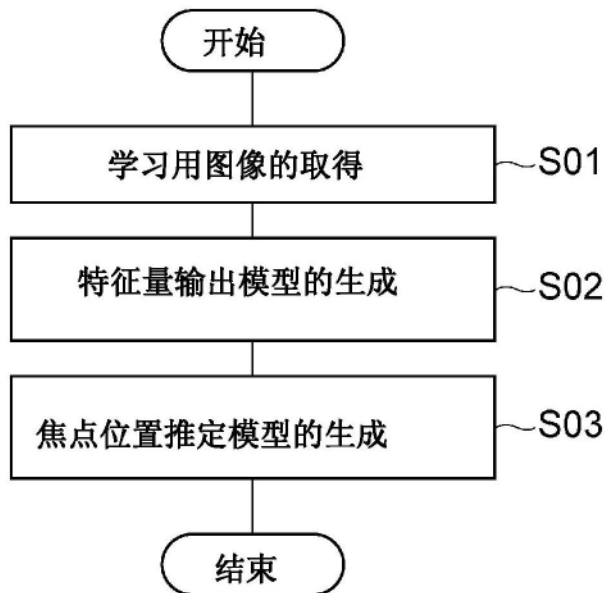 开始
学习用图像的取得
S01
特征量输出模型的生成
S02
焦点位置推定模型的生成
S03
结束